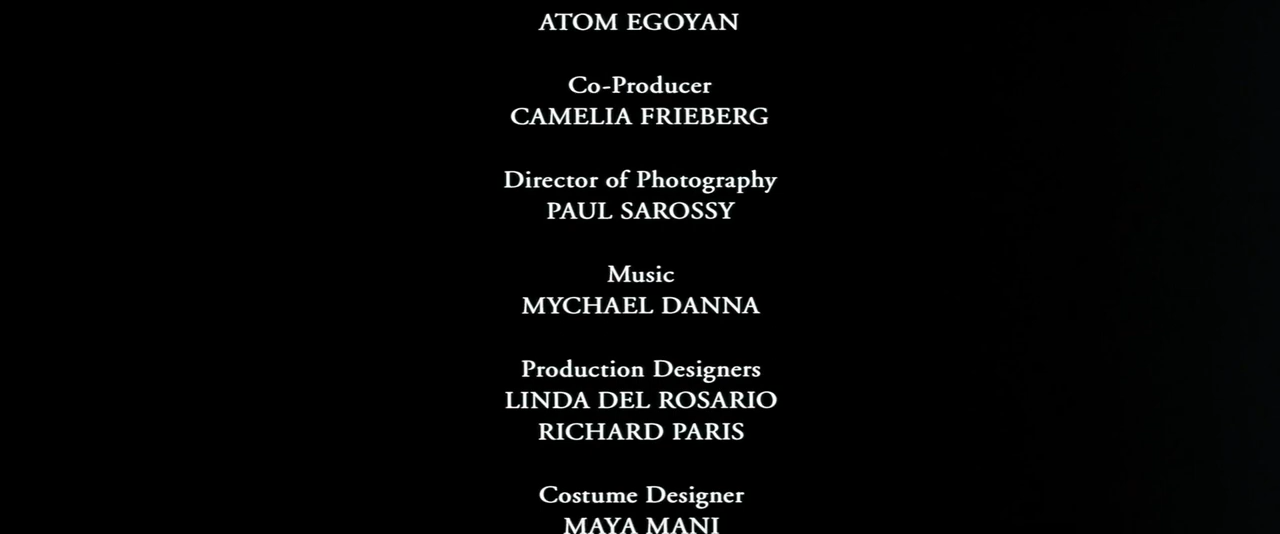 ATOM EGOYAN
Co-Producer
CAMELIA FRIEBERG
Director of Photography
PAUL SAROSSY
Music
MYCHAEL DANNA
Production Designers
LINDA DEL ROSARIO
RICHARD PARIS
Costume Designer
MAYA MANI